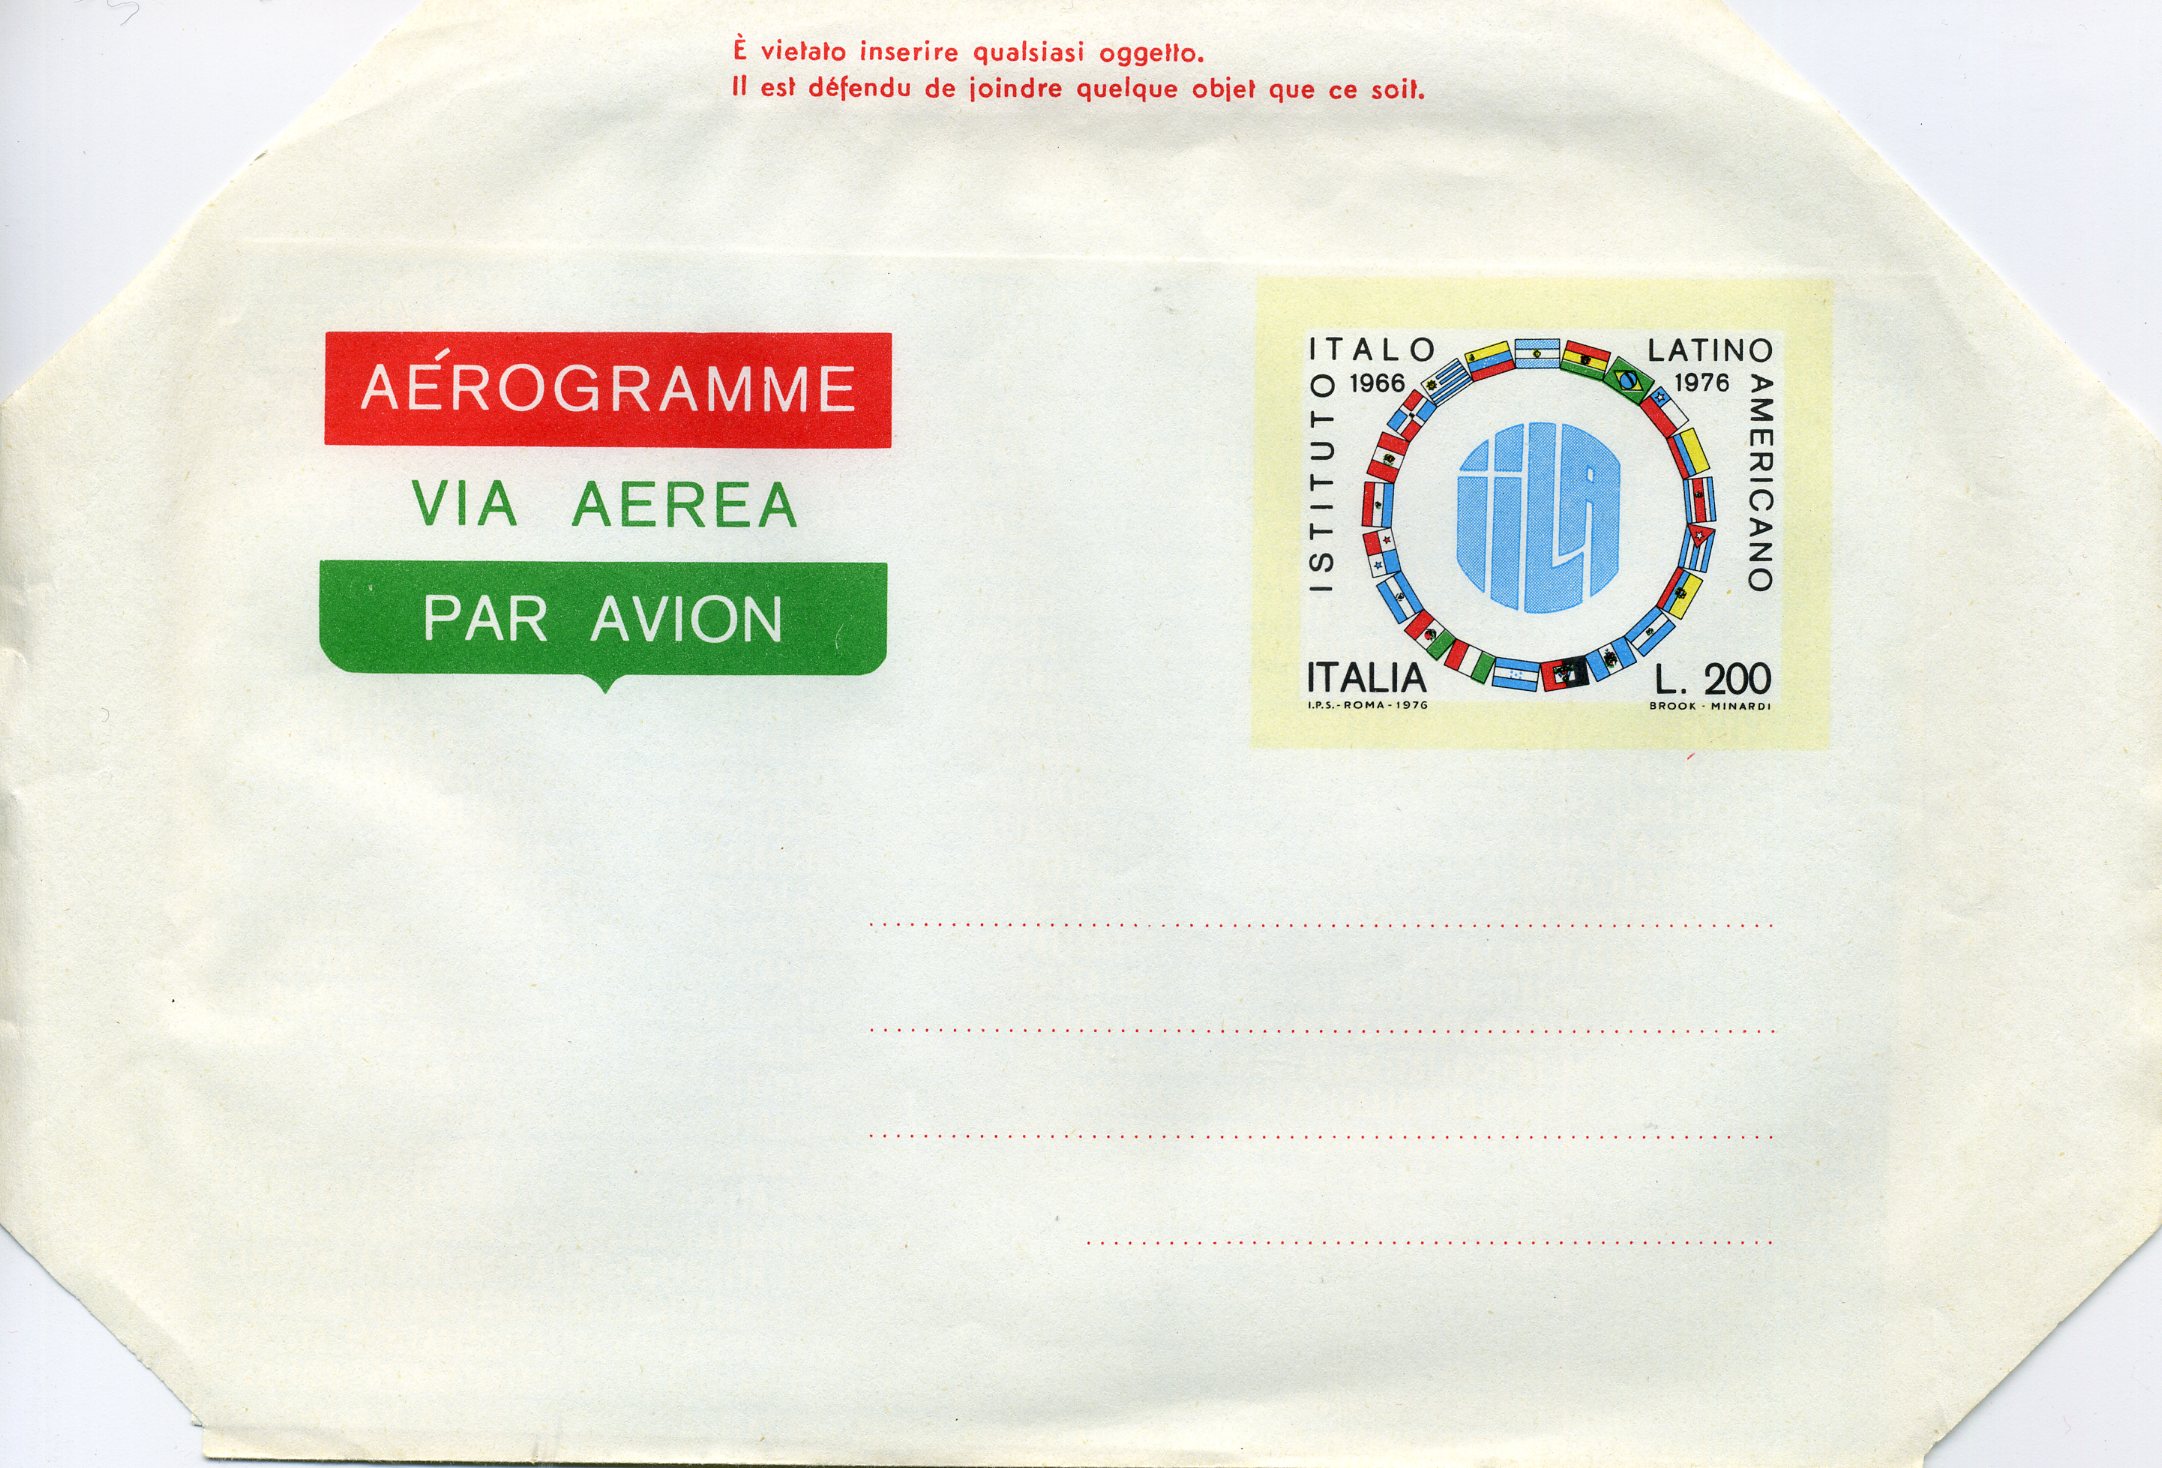 È vietato inserire qualsiasi oggetto.
Il est défendu de joindre quelque objet que ce soit.
AÉROGRAMME
VIA AEREA
PAR AVION
ISTITUTO
ITALO
LATINO
AMERICANO
1966
1976
iiLA
ITALIA
L. 200
I.P.S.-ROMA-1976
BROOK - MINARDI